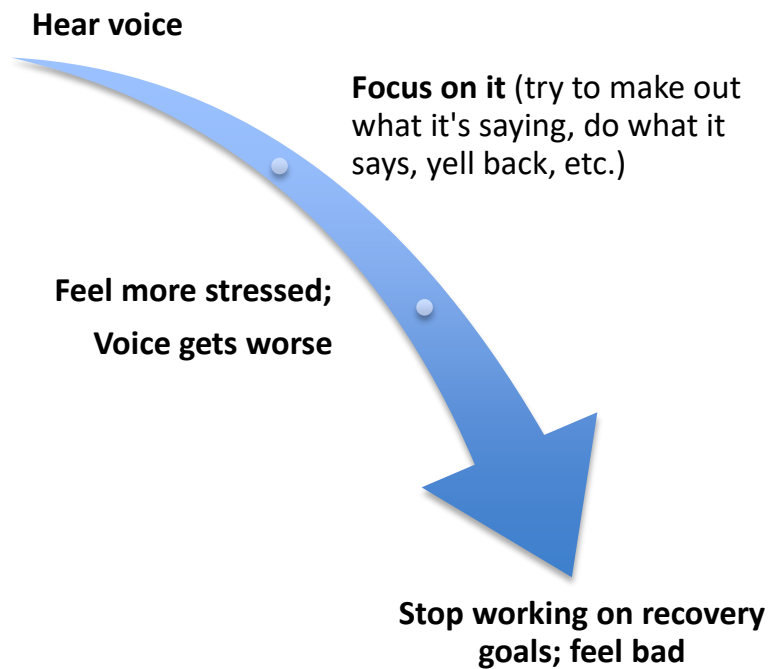 Hear voice
Focus on it (try to make out
what it's saying, do what it
says, yell back, etc.)
Feel more stressed;
Voice gets worse
Stop working on recovery
goals; feel bad